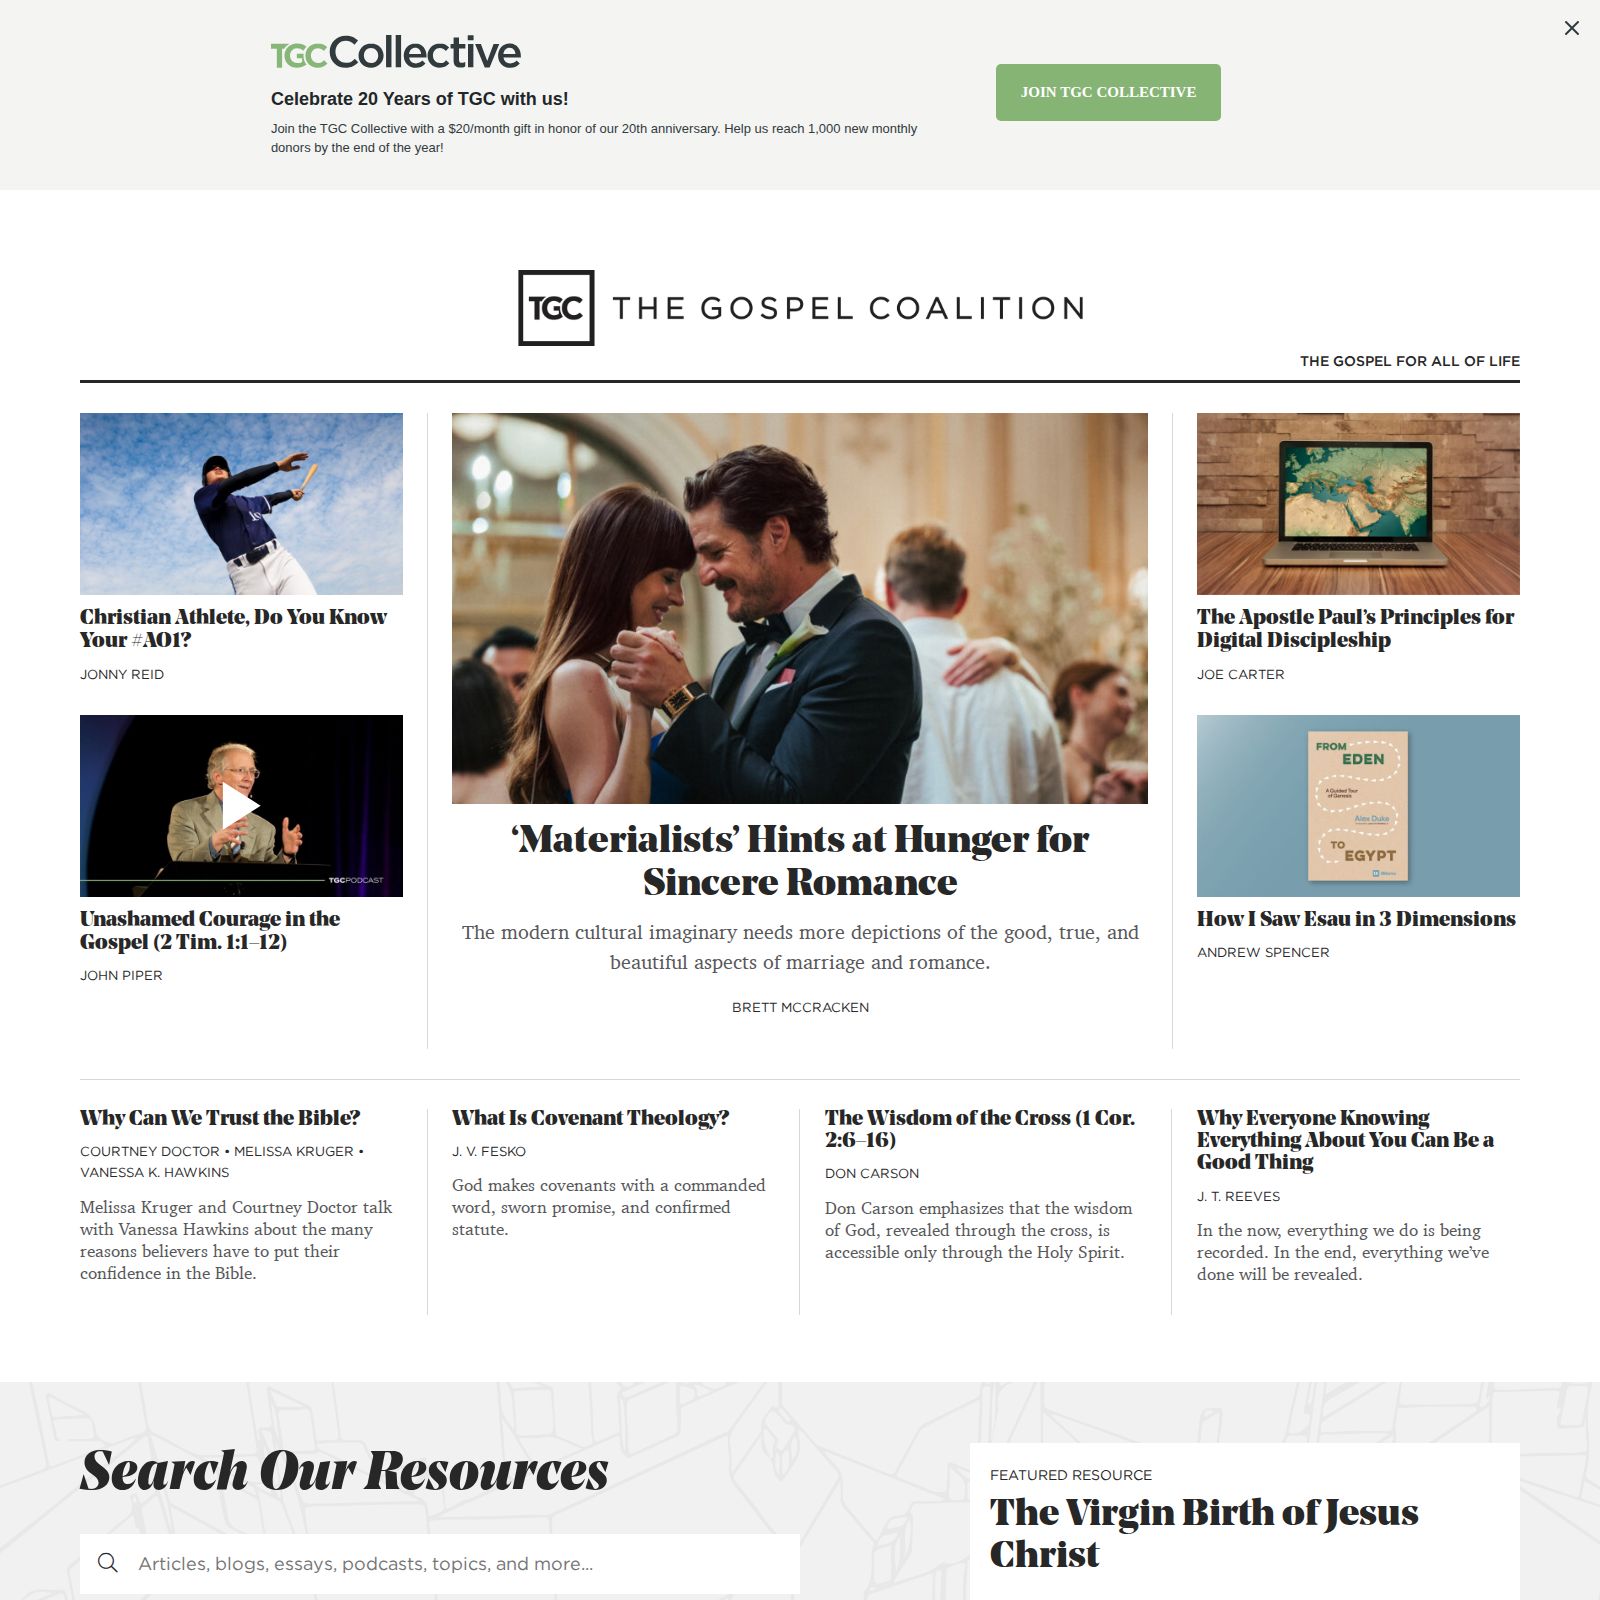 TGC Collective
Celebrate 20 Years of TGC with us!
Join the TGC Collective with a $20/month gift in honor of our 20th anniversary. Help us reach 1,000 new monthly
donors by the end of the year!
JOIN TGC COLLECTIVE
TGC THE GOSPEL COALITION
THE GOSPEL FOR ALL OF LIFE
Christian Athlete, Do You Know
Your #AO1?
JONNY REID
TGCPODCAST
Unashamed Courage in the
Gospel (2 Tim. 1:1–12)
JOHN PIPER
‘Materialists’ Hints at Hunger for
Sincere Romance
The modern cultural imaginary needs more depictions of the good, true, and
beautiful aspects of marriage and romance.
BRETT MCCRACKEN
The Apostle Paul’s Principles for
Digital Discipleship
JOE CARTER
FROM
EDEN
A Guided Tour
of Genesis
Alex Duke
TO
EGYPT
How I Saw Esau in 3 Dimensions
ANDREW SPENCER
Why Can We Trust the Bible?
COURTNEY DOCTOR • MELISSA KRUGER •
VANESSA K. HAWKINS
Melissa Kruger and Courtney Doctor talk
with Vanessa Hawkins about the many
reasons believers have to put their
confidence in the Bible.
What Is Covenant Theology?
J. V. FESKO
God makes covenants with a commanded
word, sworn promise, and confirmed
statute.
The Wisdom of the Cross (1 Cor.
2:6–16)
DON CARSON
Don Carson emphasizes that the wisdom
of God, revealed through the cross, is
accessible only through the Holy Spirit.
Why Everyone Knowing
Everything About You Can Be a
Good Thing
J. T. REEVES
In the now, everything we do is being
recorded. In the end, everything we’ve
done will be revealed.
Search Our Resources
Articles, blogs, essays, podcasts, topics, and more...
FEATURED RESOURCE
The Virgin Birth of Jesus
Christ